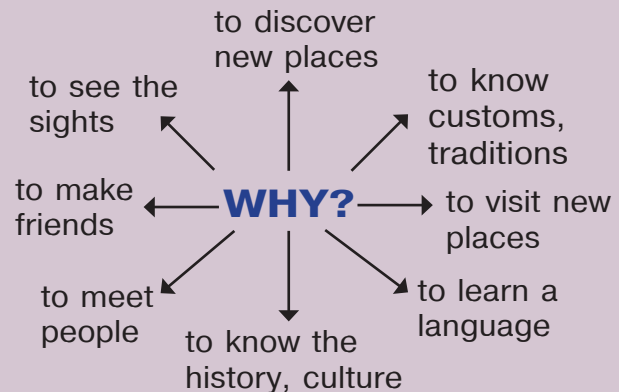 to discover
new places
to see the
sights
to know
customs,
traditions
to make
friends
WHY?
to visit new
places
to meet
people
to know the
history, culture
to learn a
language